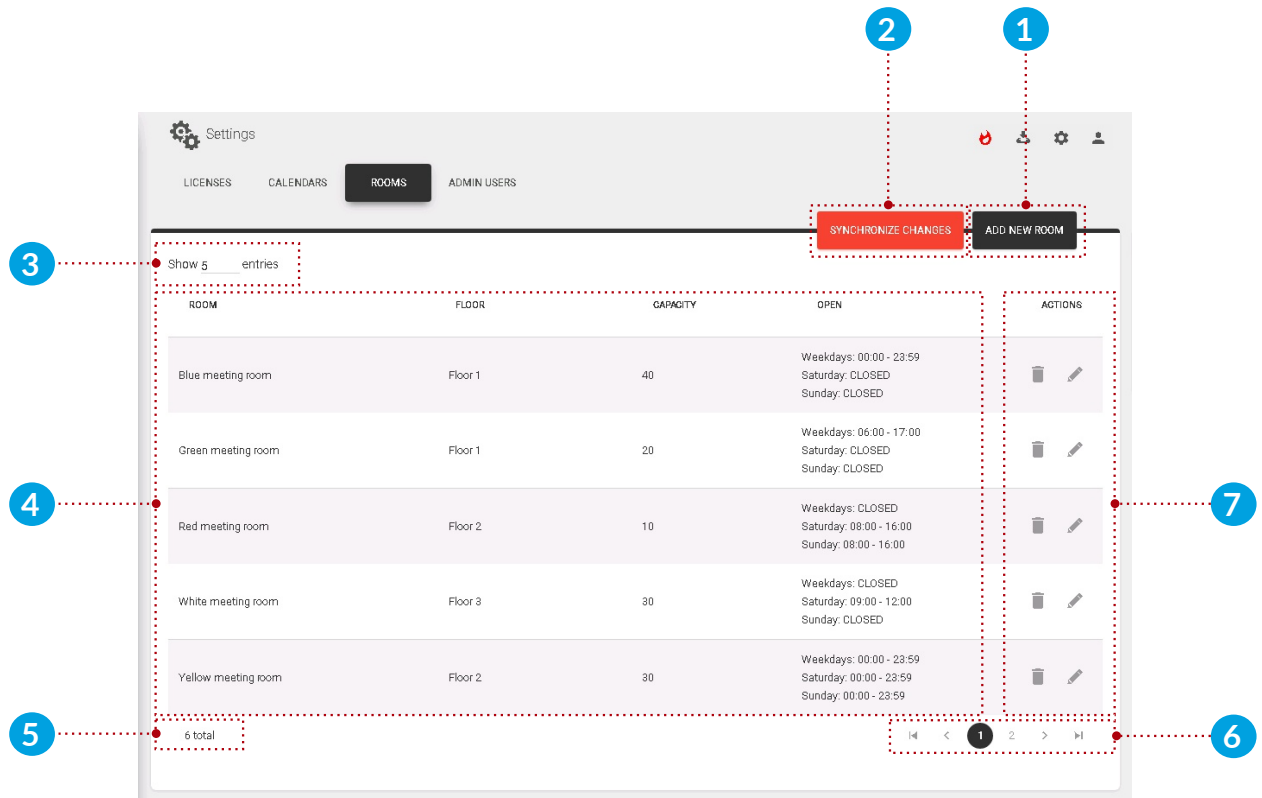 2 1
Settings
LICENSES CALENDARS ROOMS ADMIN USERS
SYNCHRONIZE CHANGES ADD NEW ROOM
3 Show 5 entries
ROOM FLOOR CAPACITY OPEN ACTIONS
Weekdays: 00:00 - 23:59
Blue meeting room Floor 1 40 Saturday: CLOSED
Sunday: CLOSED
Weekdays: 06:00 - 17:00
Green meeting room Floor 1 20 Saturday: CLOSED
Sunday: CLOSED
4 7
Weekdays: CLOSED
Red meeting room Floor 2 10 Saturday: 08:00 - 16:00
Sunday: 08:00 - 16:00
Weekdays: CLOSED
White meeting room Floor 3 30 Saturday: 09:00 - 12:00
Sunday: CLOSED
Weekdays: 00:00 - 23:59
Yellow meeting room Floor 2 30 Saturday: 00:00 - 23:59
Sunday: 00:00 - 23:59
5 6 total 1 2 6